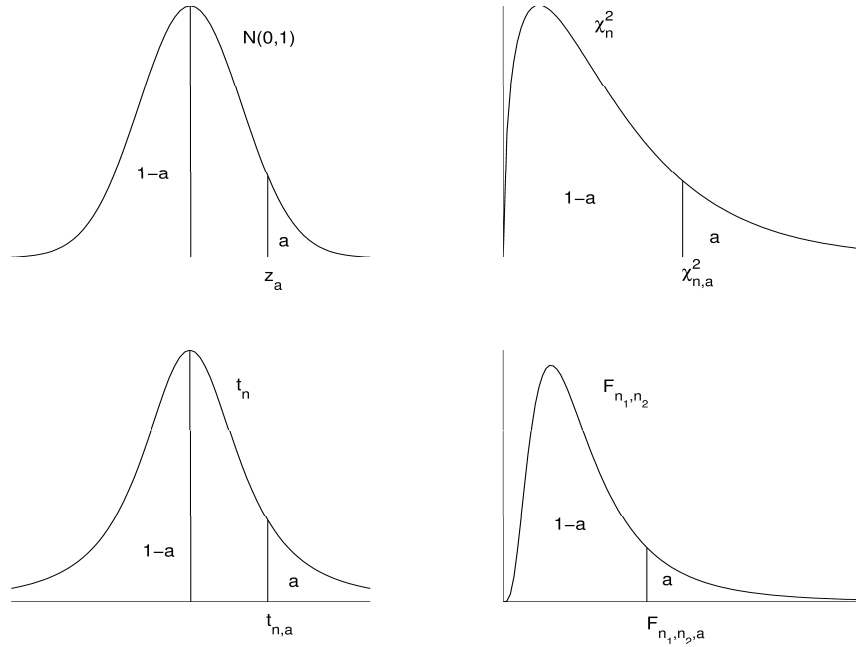 N(0,1)
1−a
a
z_a
χ²_n
1−a
a
χ²_{n,a}
t_n
1−a
a
t_{n,a}
F_{n_1,n_2}
1−a
a
F_{n_1,n_2,a}